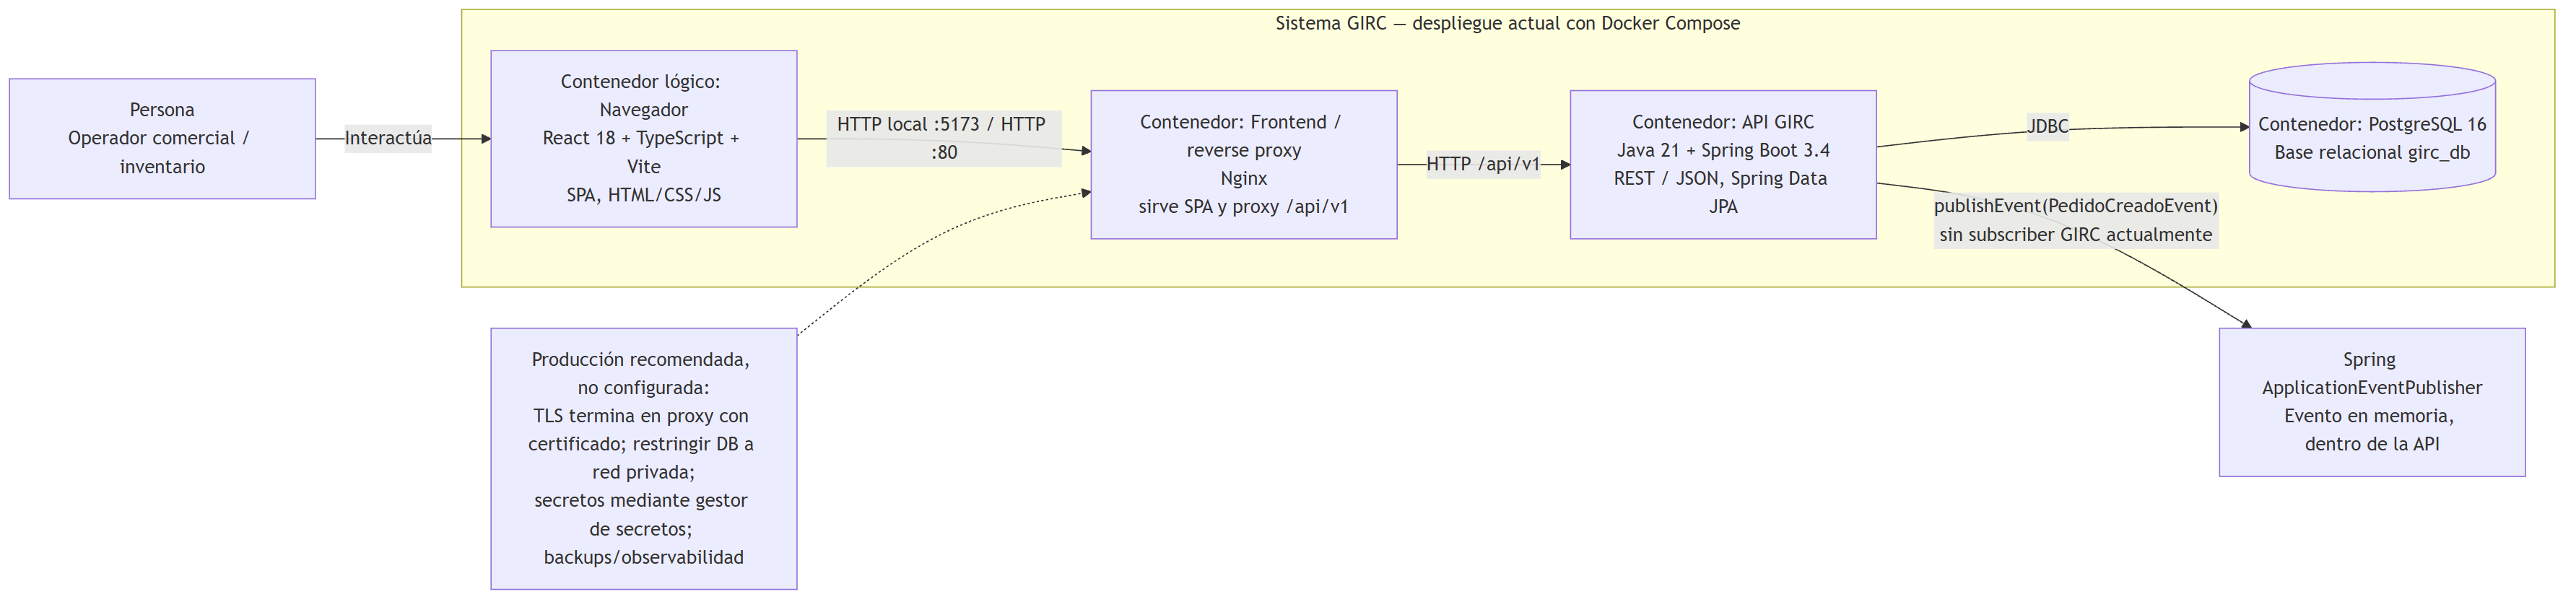 Sistema GIRC – despliegue actual con Docker Compose
Persona
Operador comercial /
inventario
Interactúa
Contenedor lógico:
Navegador
React 18 + TypeScript +
Vite
SPA, HTML/CSS/JS
HTTP local :5173 / HTTP
:80
Contenedor: Frontend /
reverse proxy
Nginx
sirve SPA y proxy /api/v1
HTTP /api/v1
Contenedor: API GIRC
Java 21 + Spring Boot 3.4
REST / JSON, Spring Data
JPA
JDBC
Contenedor: PostgreSQL 16
Base relacional girc_db
publishEvent(PedidoCreadoEvent)
sin subscriber GIRC actualmente
Producción recomendada,
no configurada:
TLS termina en proxy con
certificado; restringir DB a
red privada;
secretos mediante gestor
de secretos;
backups/observabilidad
Spring
ApplicationEventPublisher
Evento en memoria,
dentro de la API